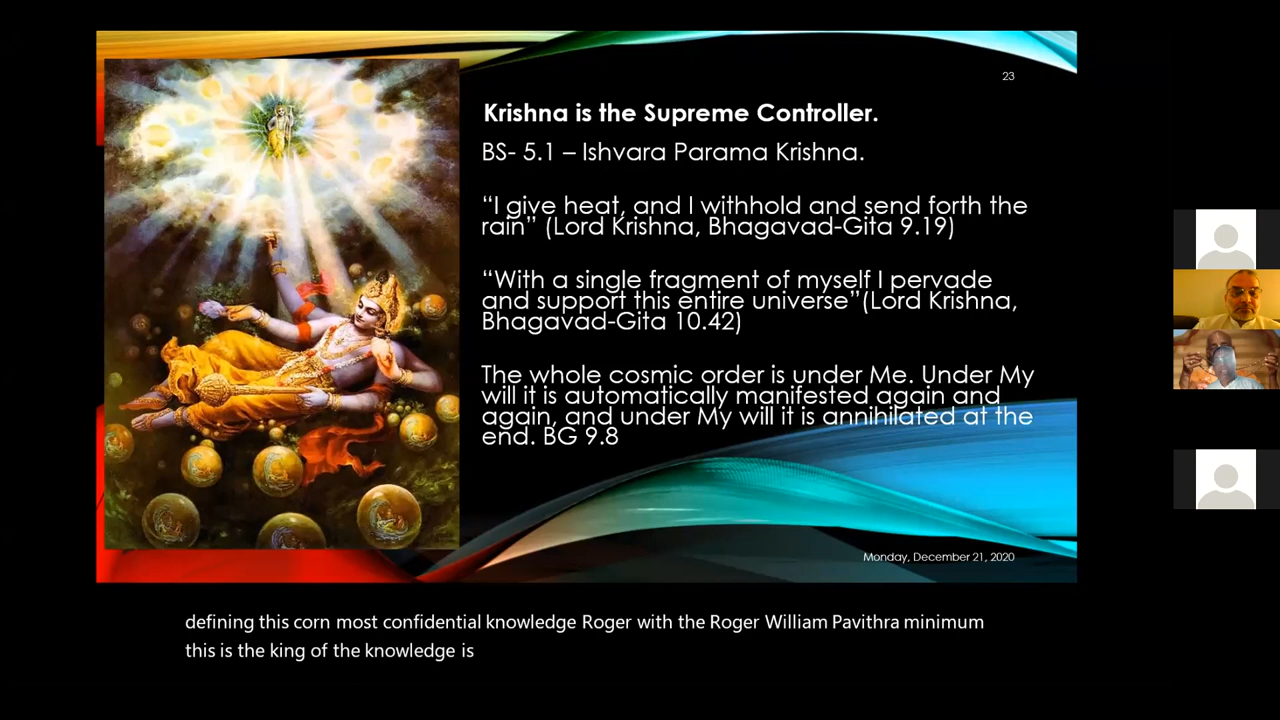 23
Krishna is the Supreme Controller.
BS- 5.1 – Ishvara Parama Krishna.
“I give heat, and I withhold and send forth the
rain” (Lord Krishna, Bhagavad-Gita 9.19)
“With a single fragment of myself I pervade
and support this entire universe”(Lord Krishna,
Bhagavad-Gita 10.42)
The whole cosmic order is under Me. Under My
will it is automatically manifested again and
again, and under My will it is annihilated at the
end. BG 9.8
Monday, December 21, 2020
defining this corn most confidential knowledge Roger with the Roger William Pavithra minimum
this is the king of the knowledge is